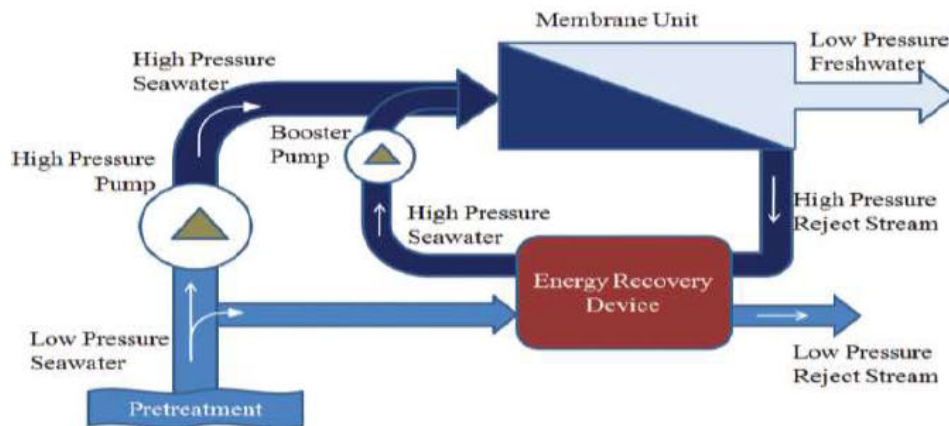 Membrane Unit
High Pressure
Seawater
Low Pressure
Freshwater
Booster
Pump
High Pressure
Pump
High Pressure
Seawater
High Pressure
Reject Stream
Energy Recovery
Device
Low Pressure
Seawater
Low Pressure
Reject Stream
Pretreatment